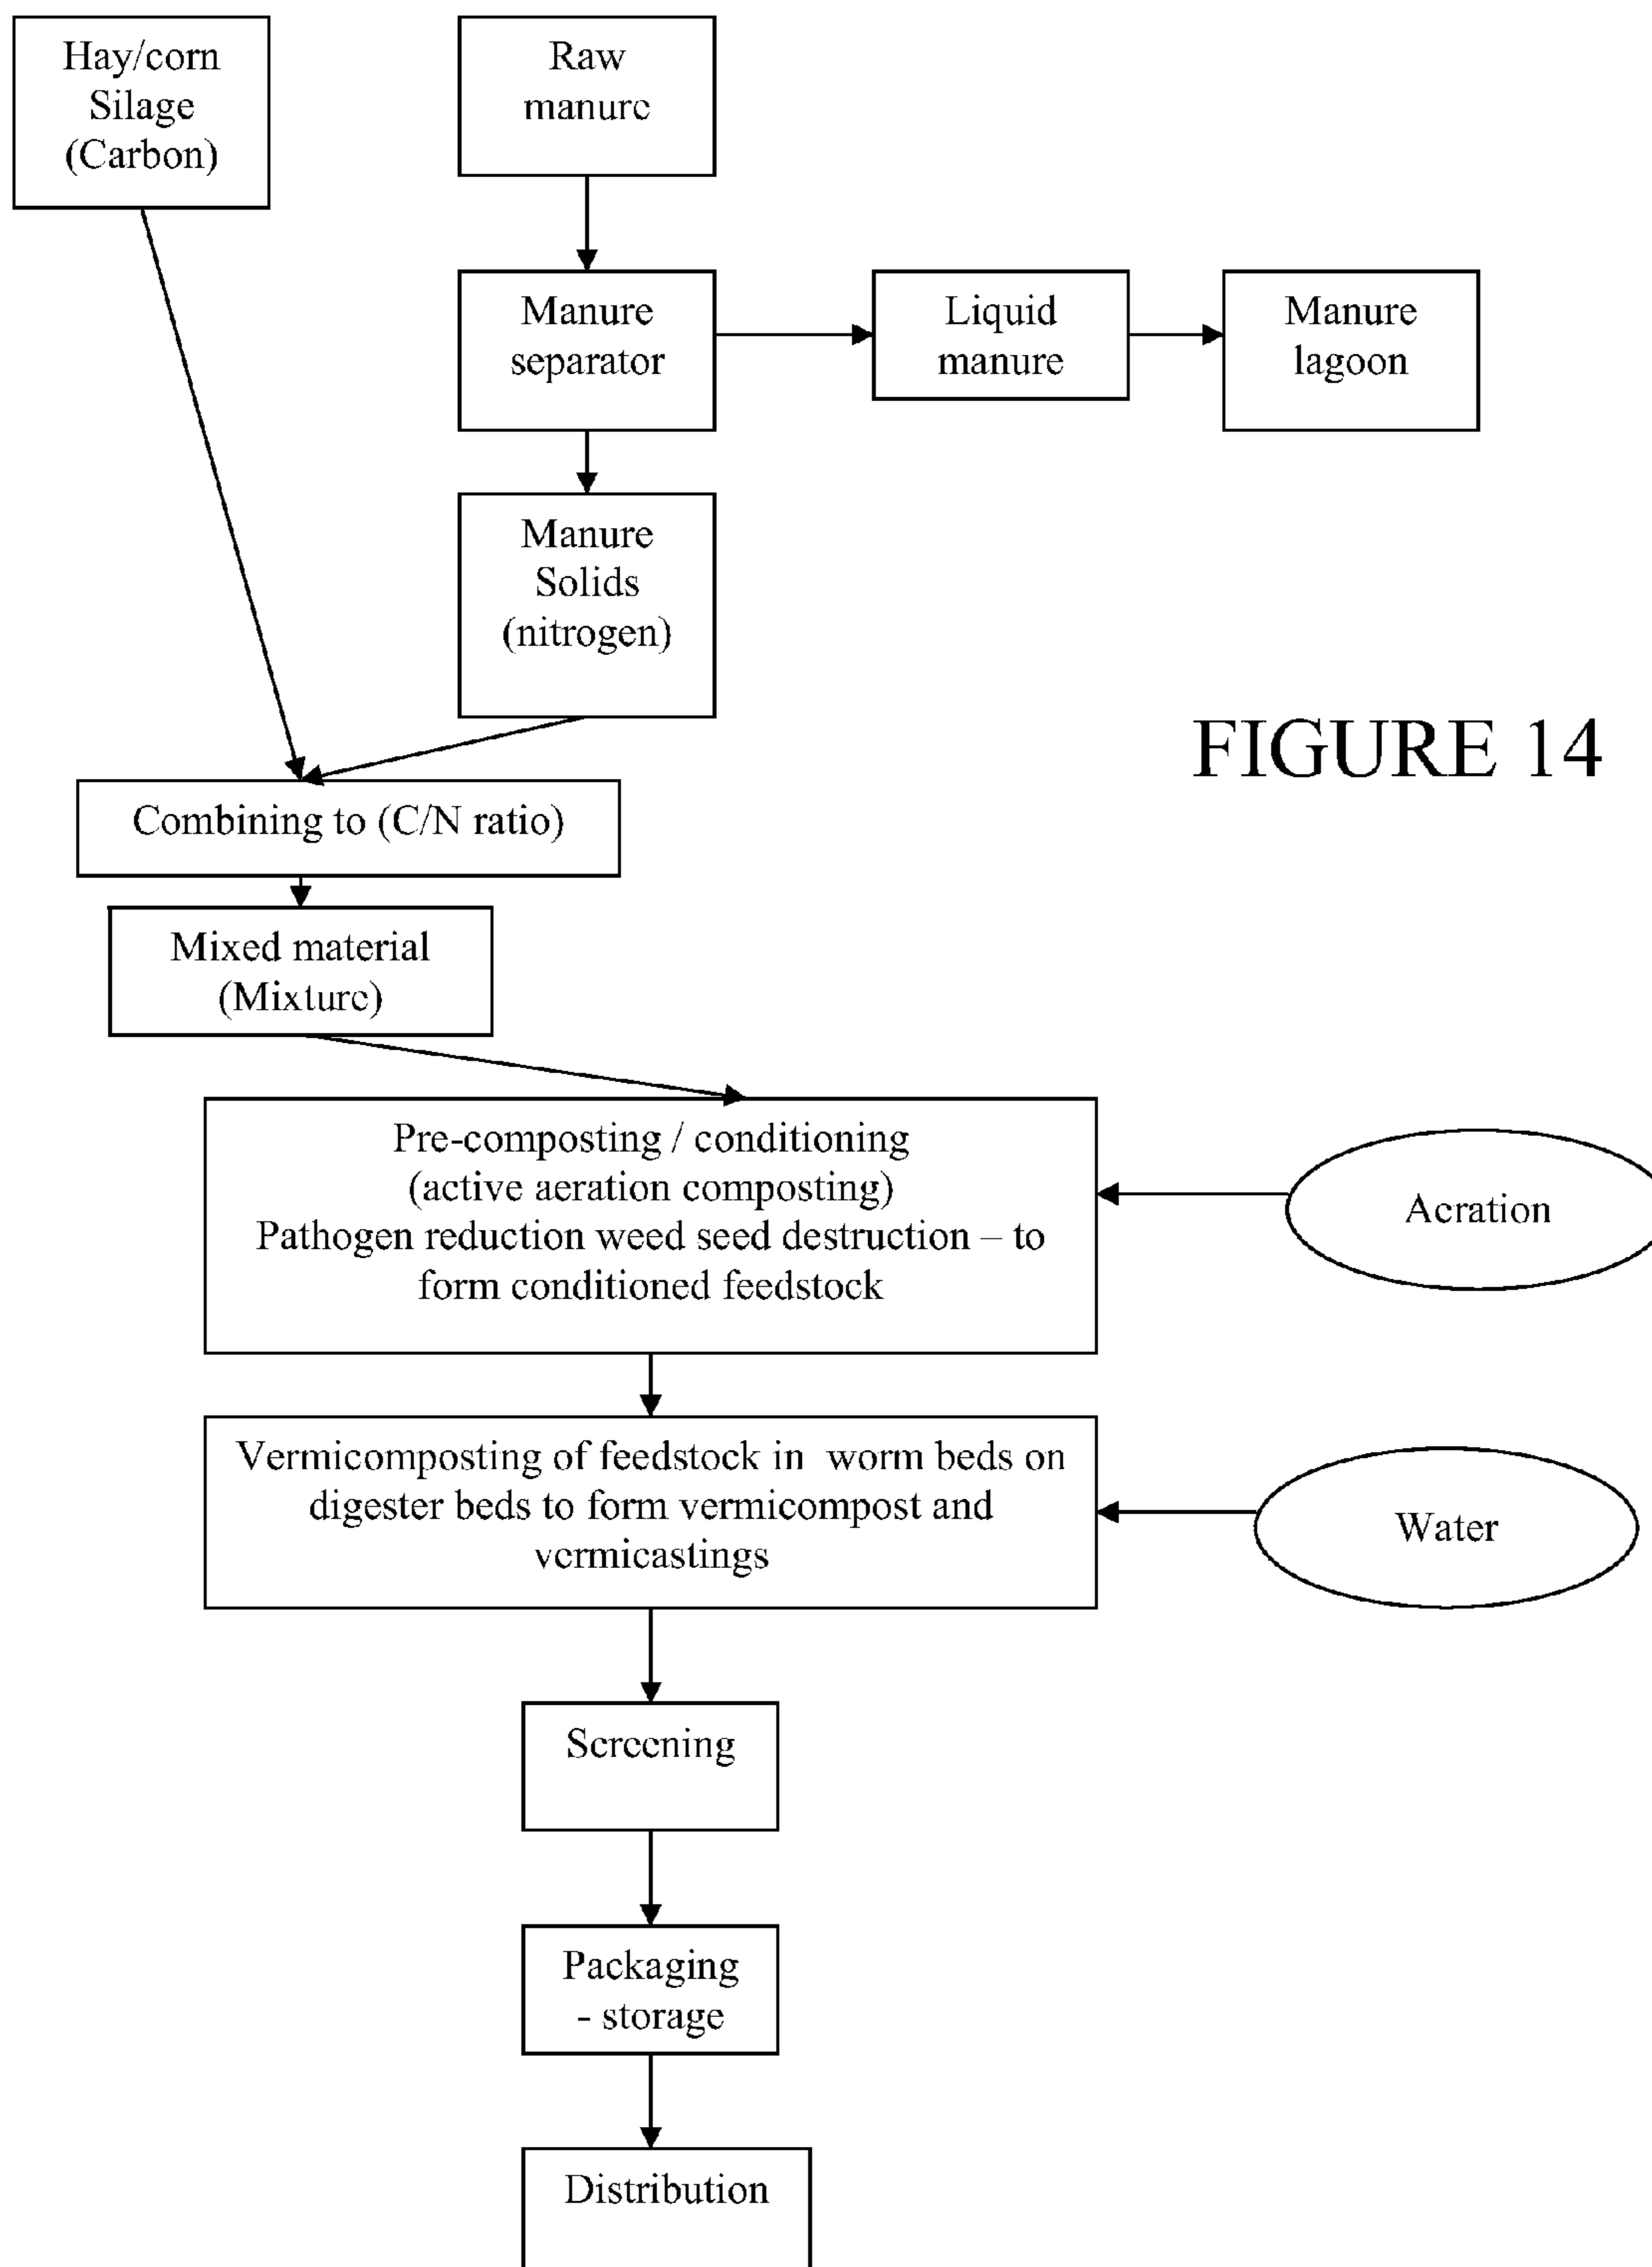 Hay/corn
Silage
(Carbon)
Raw
manure
Manure
separator
Liquid
manure
Manure
lagoon
Manure
Solids
(nitrogen)
FIGURE 14
Combining to (C/N ratio)
Mixed material
(Mixture)
Pre-composting / conditioning
(active aeration composting)
Pathogen reduction weed seed destruction – to
form conditioned feedstock
Aeration
Vermicomposting of feedstock in worm beds on
digester beds to form vermicompost and
vermicastings
Water
Screening
Packaging
- storage
Distribution